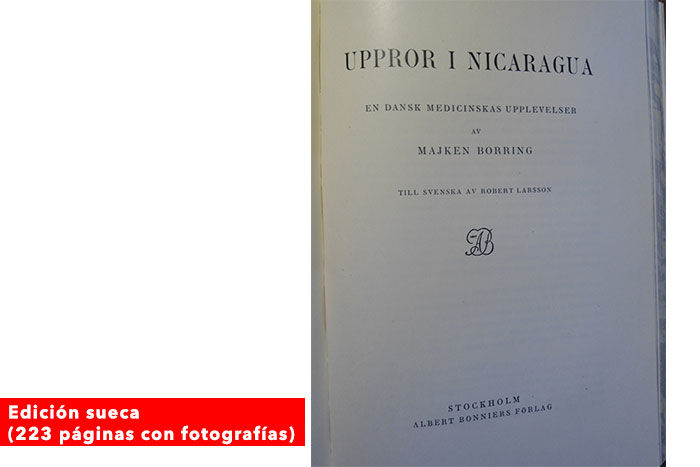 UPPROR I NICARAGUA
EN DANSK MEDICINSKAS UPPLEVELSER
AV
MAJKEN BORRING
TILL SVENSKA AV ROBERT LARSSON
AB
STOCKHOLM
ALBERT BONNIERS FÖRLAG
Edición sueca
(223 páginas con fotografías)